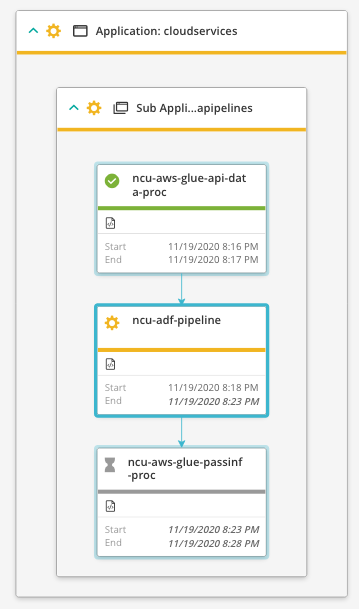 Application: cloudservices
Sub Appli...apipelines
ncu-aws-glue-api-dat
a-proc
Start 11/19/2020 8:16 PM
End 11/19/2020 8:17 PM
ncu-adf-pipeline
Start 11/19/2020 8:18 PM
End 11/19/2020 8:23 PM
ncu-aws-glue-passinf
-proc
Start 11/19/2020 8:23 PM
End 11/19/2020 8:28 PM